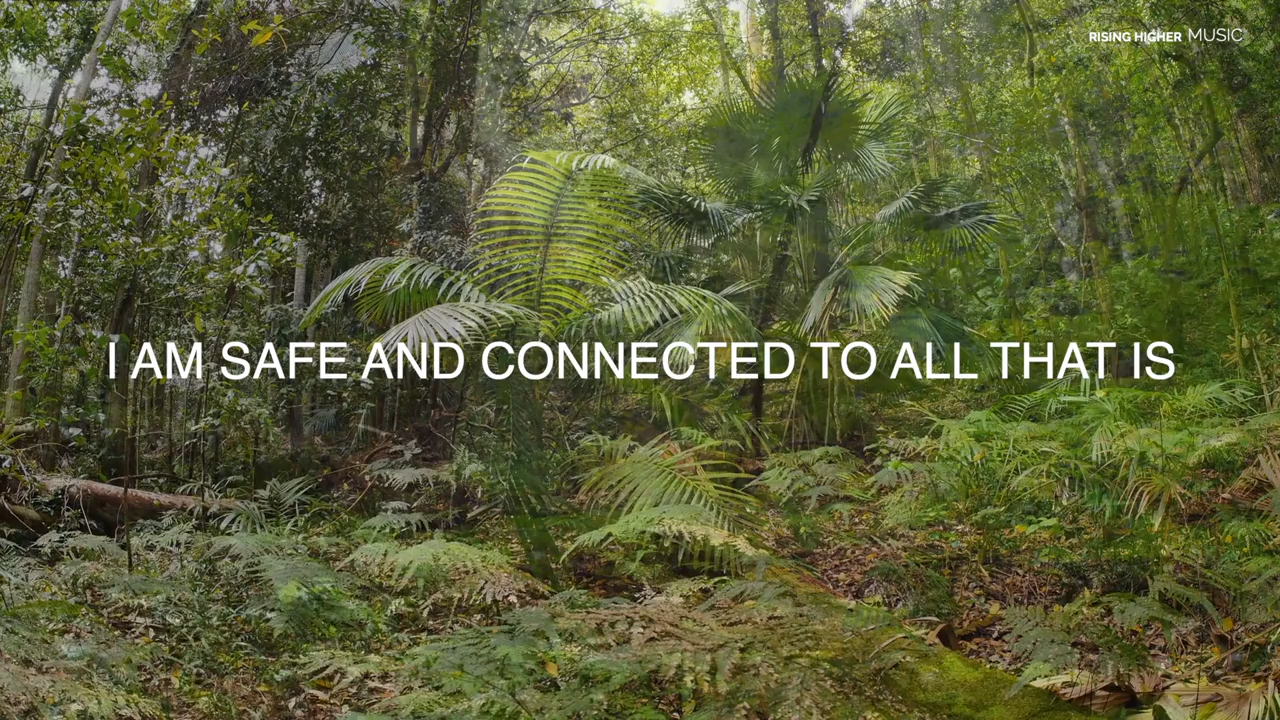 RISING HIGHER MUSIC
I AM SAFE AND CONNECTED TO ALL THAT IS